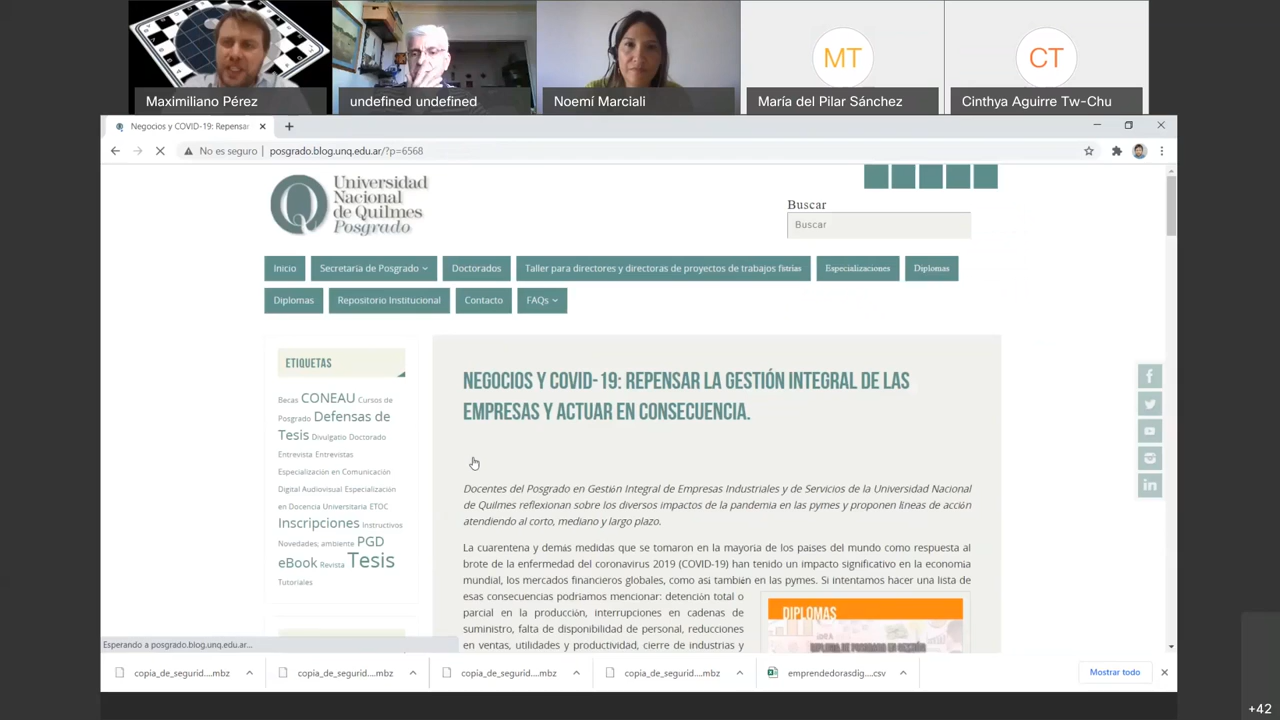 MT
CT
Maximiliano Pérez
undefined undefined
Noemí Marciali
María del Pilar Sánchez
Cinthya Aguirre Tw-Chu
Negocios y COVID-19: Repensar
No es seguro | posgrado.blog.unq.edu.ar/?p=6568
Universidad
Nacional
de Quilmes
Posgrado
Buscar
Buscar
Inicio
Secretaría de Posgrado
Doctorados
Taller para directores y directoras de proyectos de trabajos
Especializaciones
Diplomas
Diplomas
Repositorio Institucional
Contacto
FAQs
ETIQUETAS
Becas CONEAU Cursos de
Posgrado Defensas de
Tesis Divulgatio Doctorado
Entrevista Entrevistas
Especialización en Comunicación
Digital Audiovisual Especialización
en Docencia Universitaria ETOC
Inscripciones Instructivos
Novedades; ambiente PGD
eBook Revista Tesis
Tutoriales
NEGOCIOS Y COVID-19: REPENSAR LA GESTIÓN INTEGRAL DE LAS
EMPRESAS Y ACTUAR EN CONSECUENCIA.
Docentes del Posgrado en Gestión Integral de Empresas Industriales y de Servicios de la Universidad Nacional
de Quilmes reflexionan sobre los diversos impactos de la pandemia en las pymes y proponen líneas de acción
atendiendo al corto, mediano y largo plazo.
La cuarentena y demás medidas que se tomaron en la mayoría de los países del mundo como respuesta al
brote de la enfermedad del coronavirus 2019 (COVID-19) han tenido un impacto significativo en la economía
mundial, los mercados financieros globales, como así también en las pymes. Si intentamos hacer una lista de
esas consecuencias podríamos mencionar: detención total o
parcial en la producción, interrupciones en cadenas de
suministro, falta de disponibilidad de personal, reducciones
en ventas, utilidades y productividad, cierre de industrias y
DIPLOMAS
Esperando a posgrado.blog.unq.edu.ar...
copia_de_segurid....mbz
copia_de_segurid....mbz
copia_de_segurid....mbz
copia_de_segurid....mbz
emprendedorasdig....csv
Mostrar todo
+42